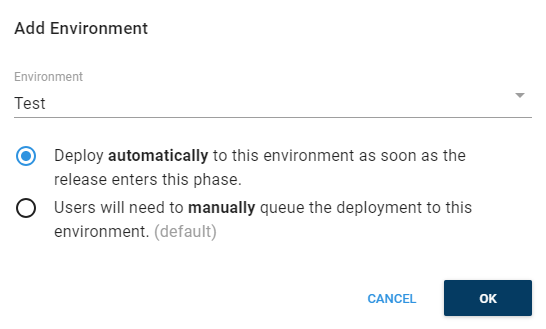 Add Environment
Environment
Test
Deploy automatically to this environment as soon as the
release enters this phase.
Users will need to manually queue the deployment to this
environment. (default)
CANCEL
OK